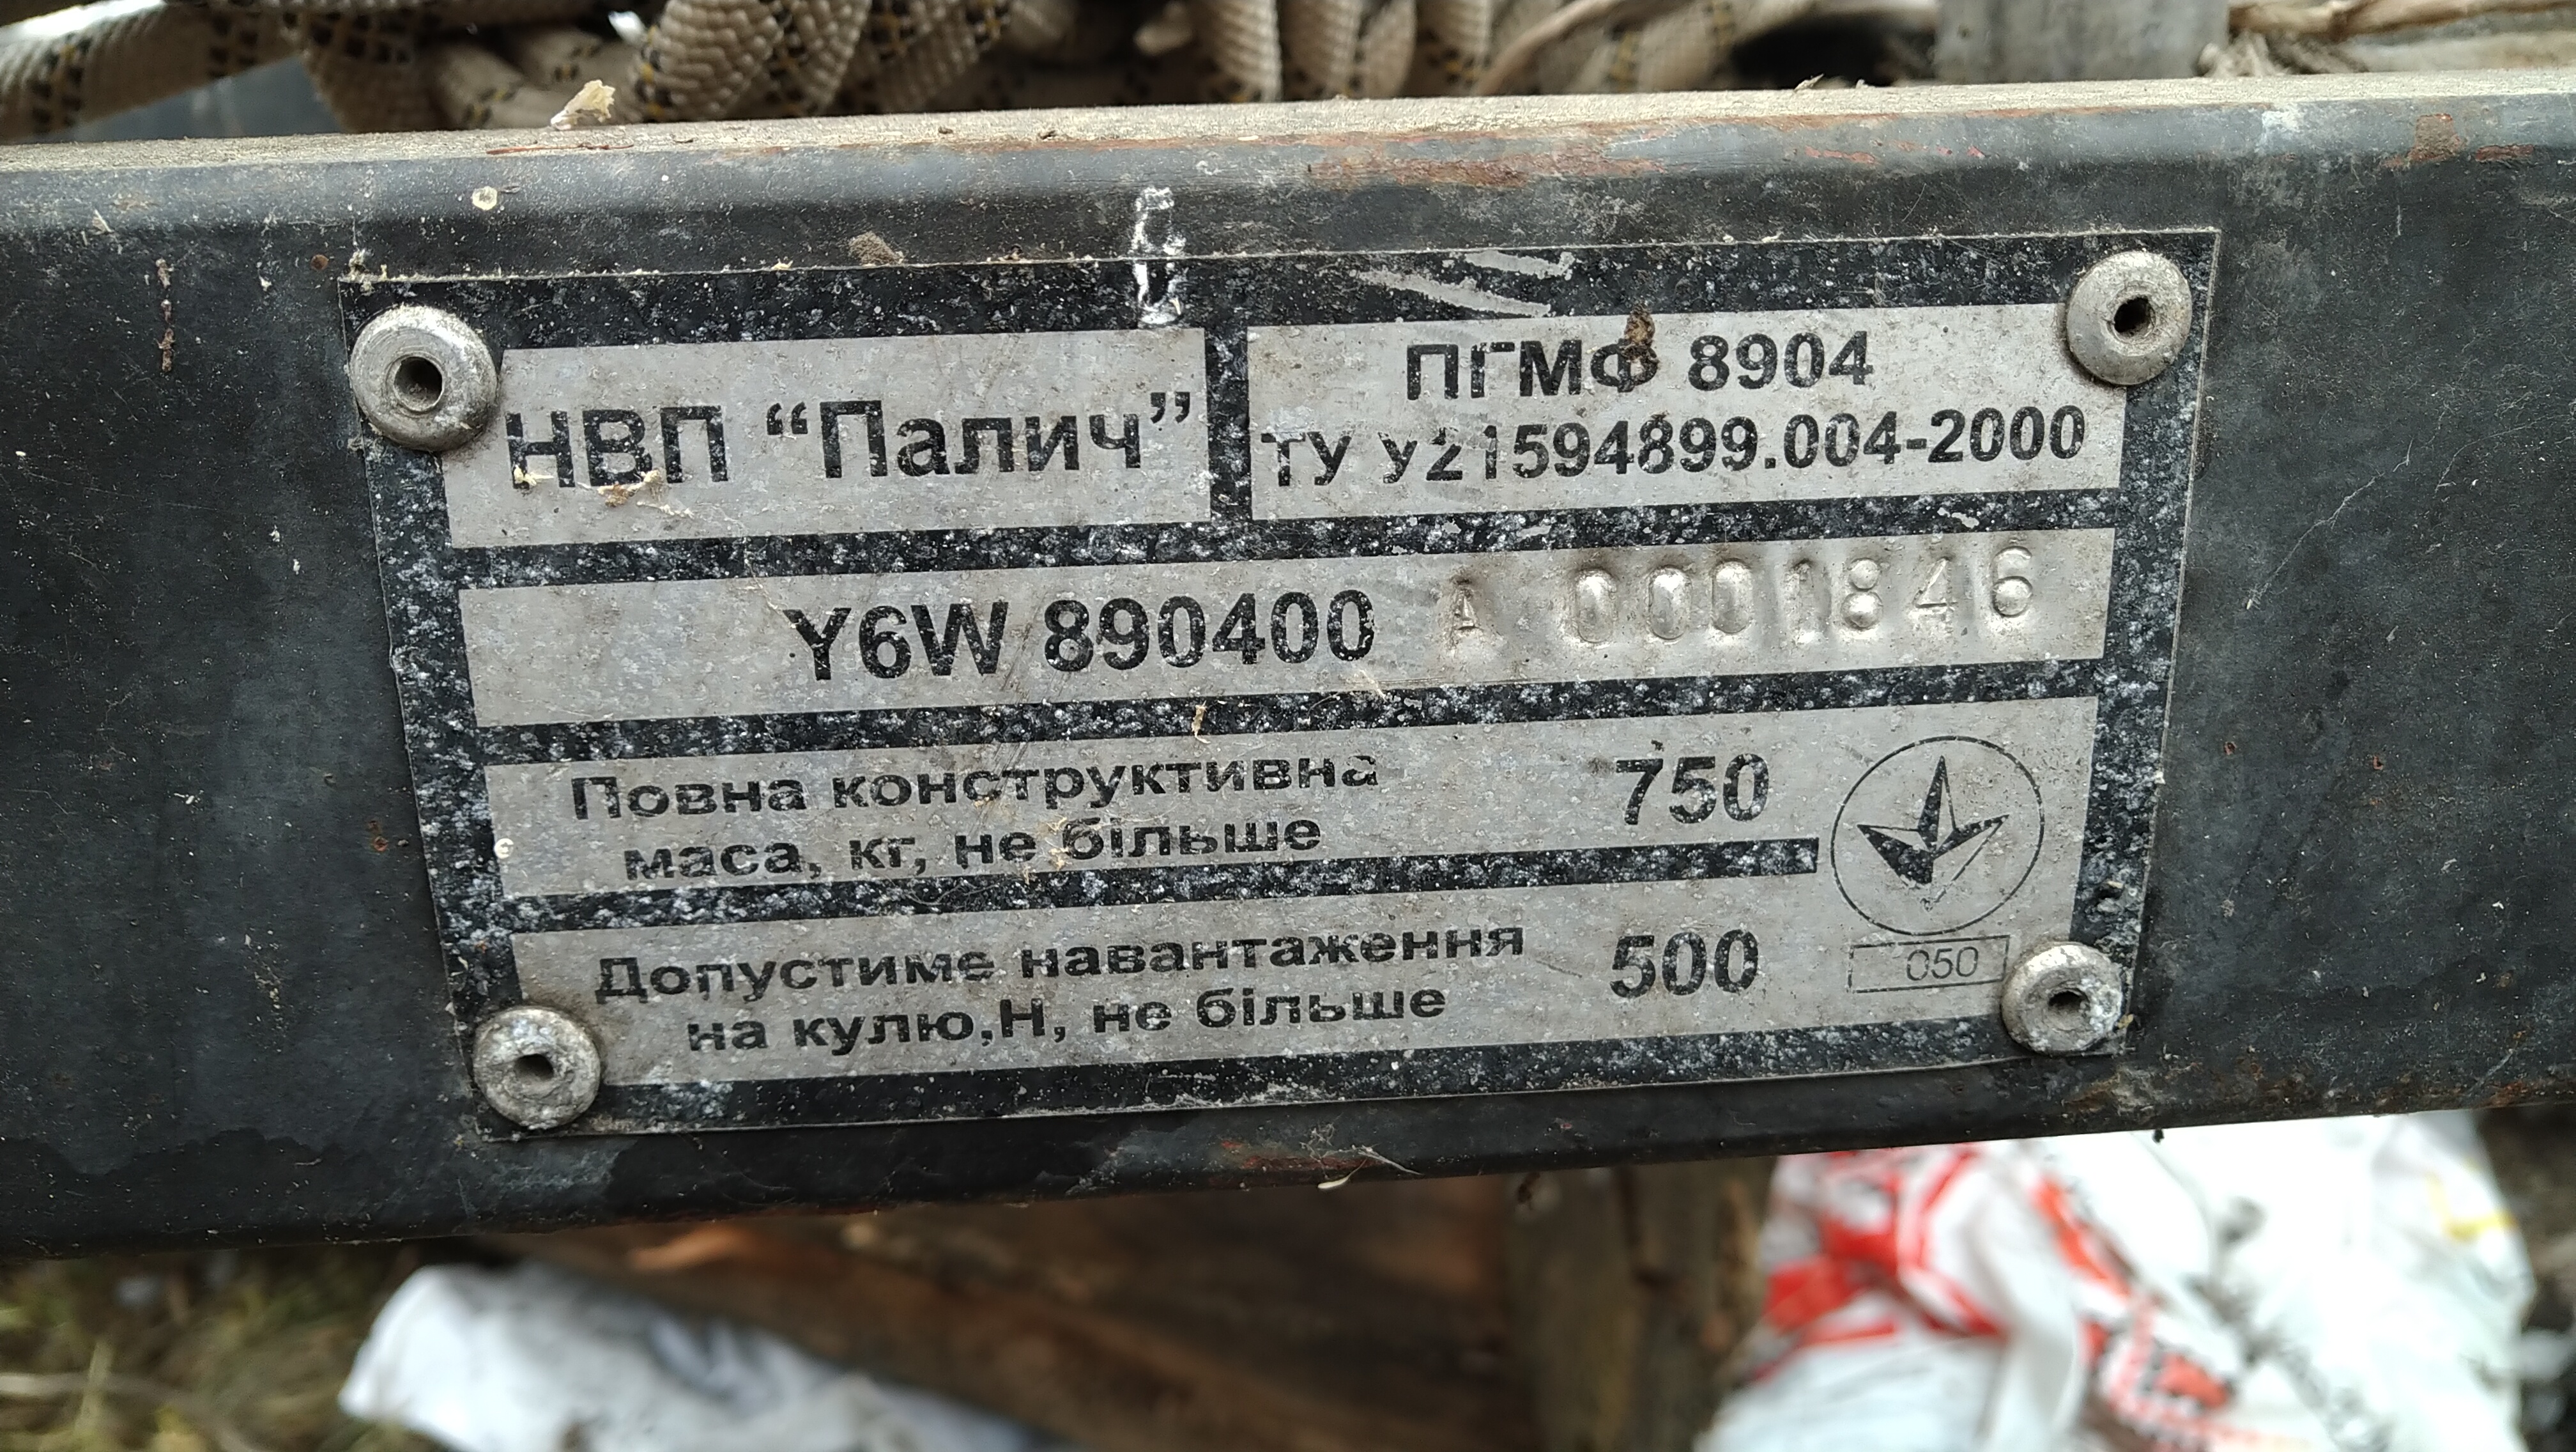 НВП “Палич”
ПГМФ 8904
ТУ У21594899.004-2000
Y6W 890400 A 0001846
Повна конструктивна
маса, кг, не більше
750
Допустиме навантаження
на кулю,Н, не більше
500
050